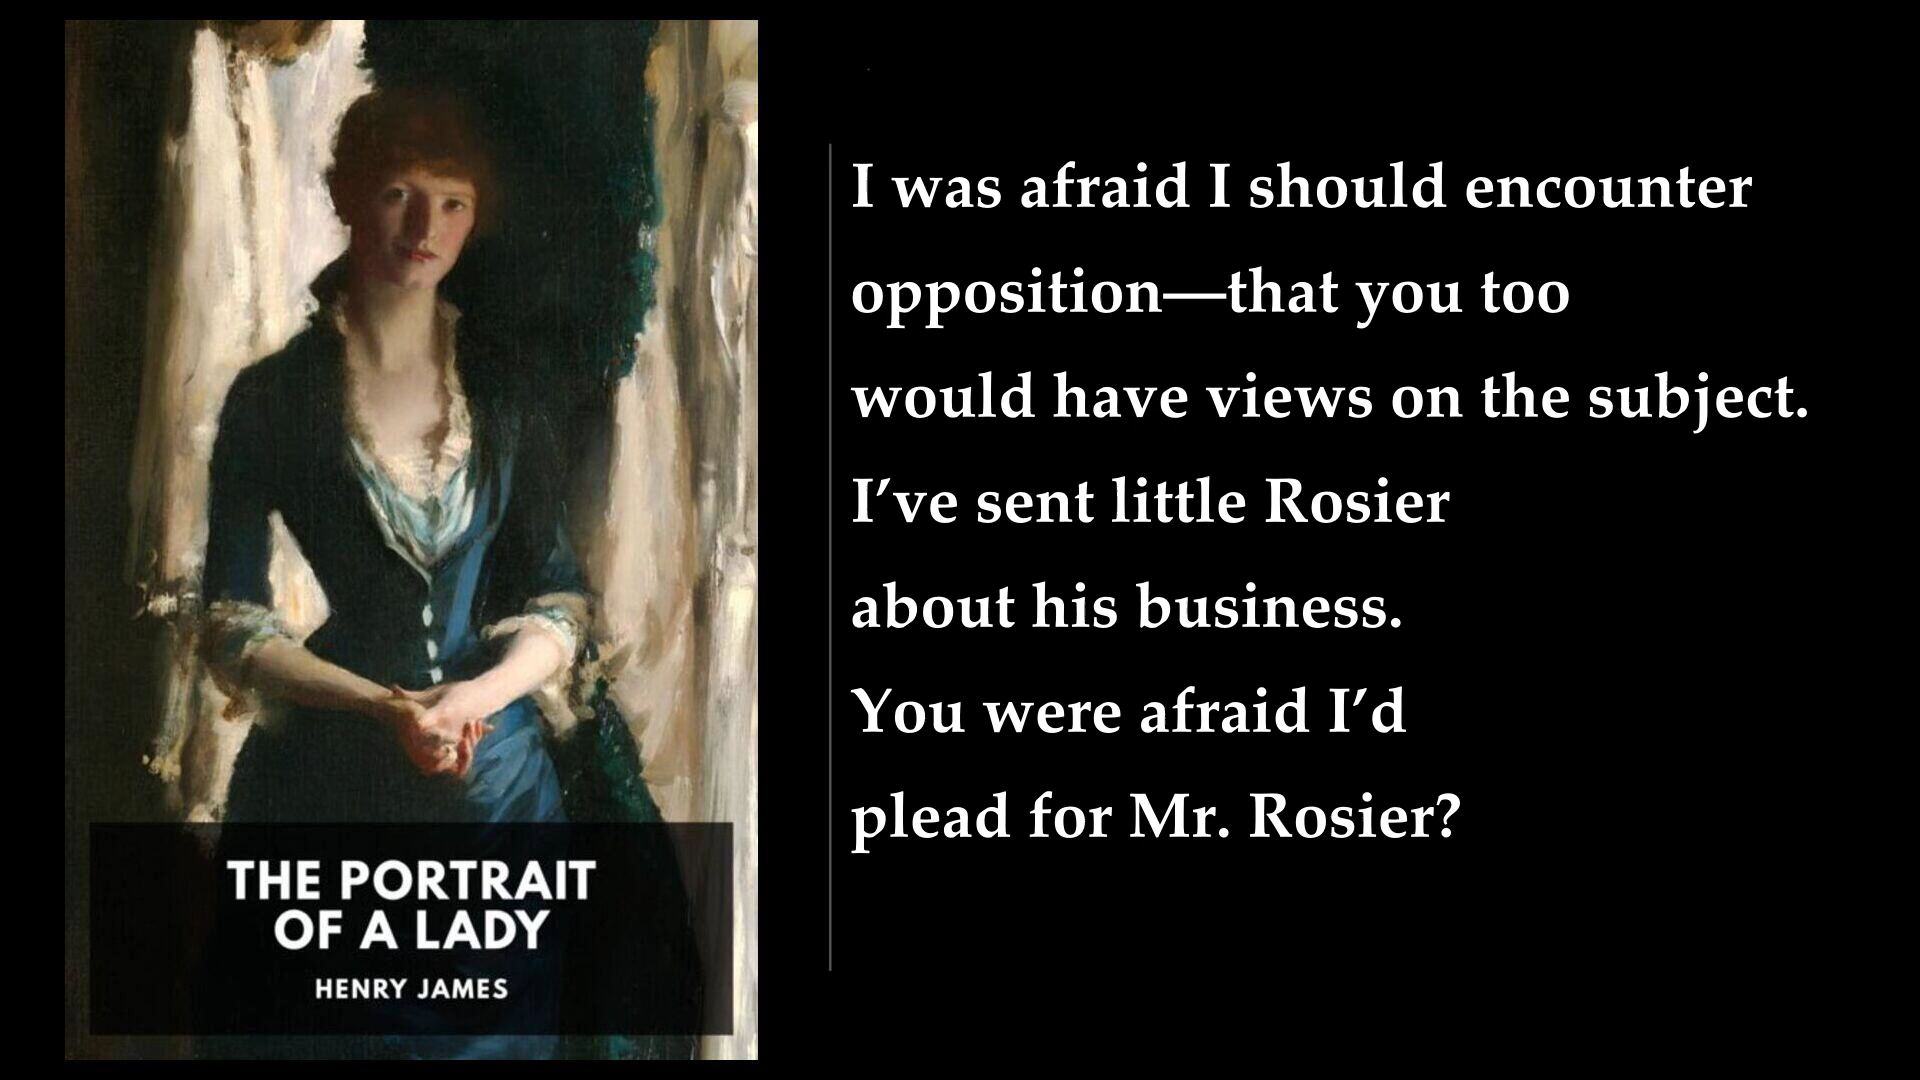 THE PORTRAIT
OF A LADY
HENRY JAMES
I was afraid I should encounter
opposition—that you too
would have views on the subject.
I’ve sent little Rosier
about his business.
You were afraid I’d
plead for Mr. Rosier?